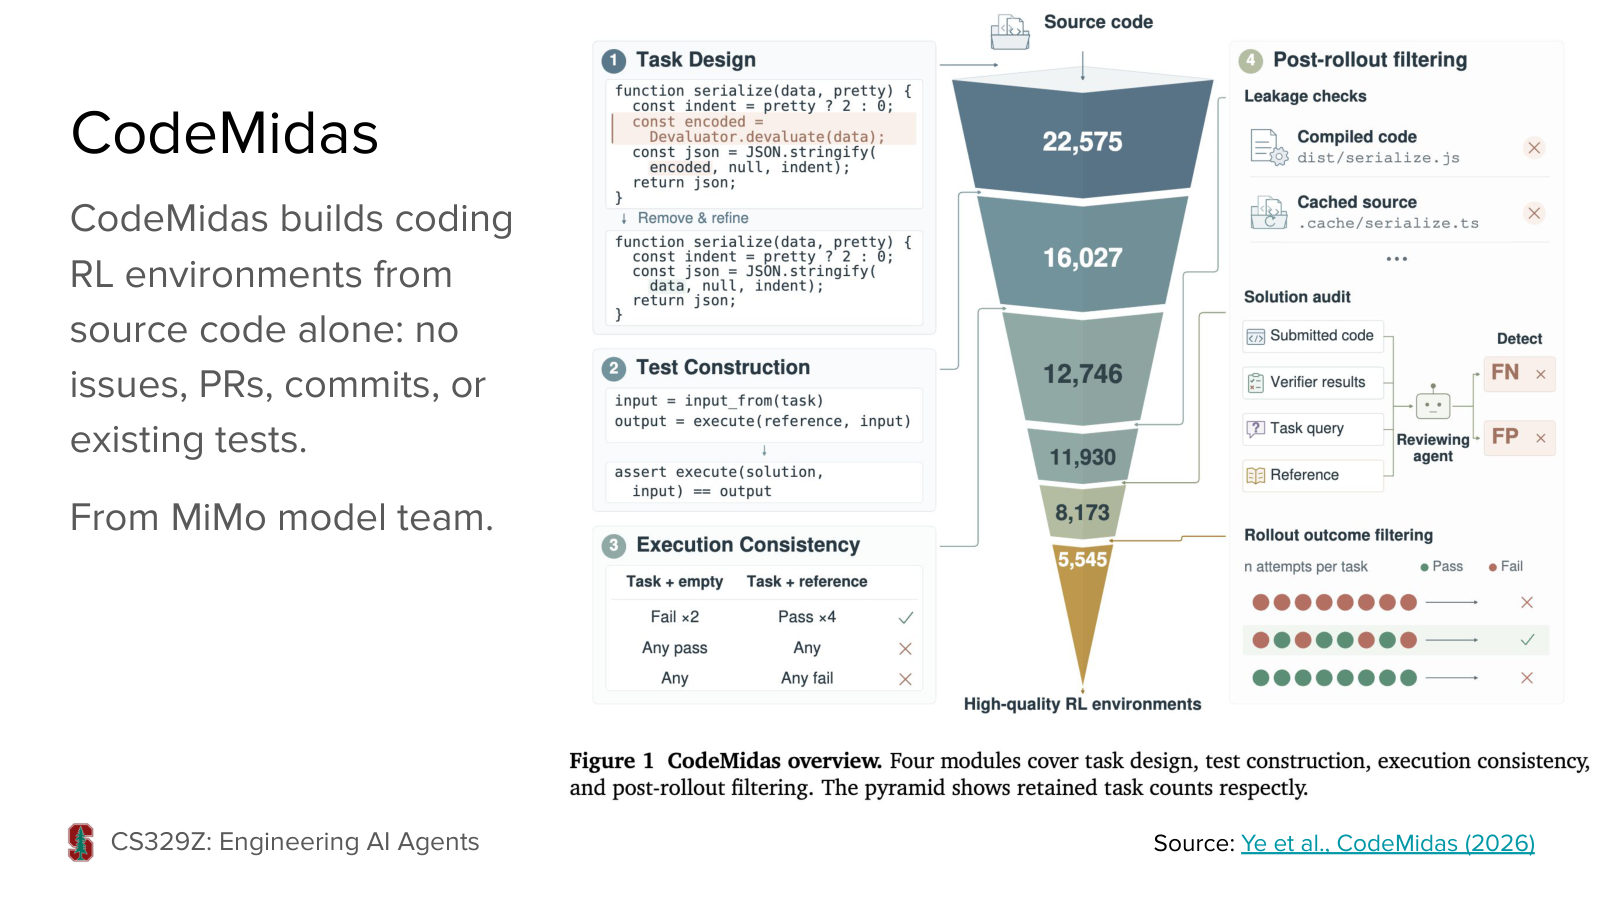 CodeMidas
CodeMidas builds coding
RL environments from
source code alone: no
issues, PRs, commits, or
existing tests.
From MiMo model team.
Source code
1 Task Design
function serialize(data, pretty) {
const indent = pretty ? 2 : 0;
const encoded =
Devaluator.devaluate(data);
const json = JSON.stringify(
encoded, null, indent);
return json;
}
↓ Remove & refine
function serialize(data, pretty) {
const indent = pretty ? 2 : 0;
const json = JSON.stringify(
data, null, indent);
return json;
}
2 Test Construction
input = input_from(task)
output = execute(reference, input)
↓
assert execute(solution,
input) == output
3 Execution Consistency
Task + empty Task + reference
Fail ×2 Pass ×4 ✓
Any pass Any ×
Any Any fail ×
22,575
16,027
12,746
11,930
8,173
5,545
High-quality RL environments
4 Post-rollout filtering
Leakage checks
Compiled code
dist/serialize.js
Cached source
.cache/serialize.ts
...
Solution audit
Submitted code
Verifier results
Task query
Reference
Reviewing
agent
Detect
FN ×
FP ×
Rollout outcome filtering
n attempts per task Pass Fail
Figure 1 CodeMidas overview. Four modules cover task design, test construction, execution consistency,
and post-rollout filtering. The pyramid shows retained task counts respectly.
CS329Z: Engineering AI Agents
Source: Ye et al., CodeMidas (2026)